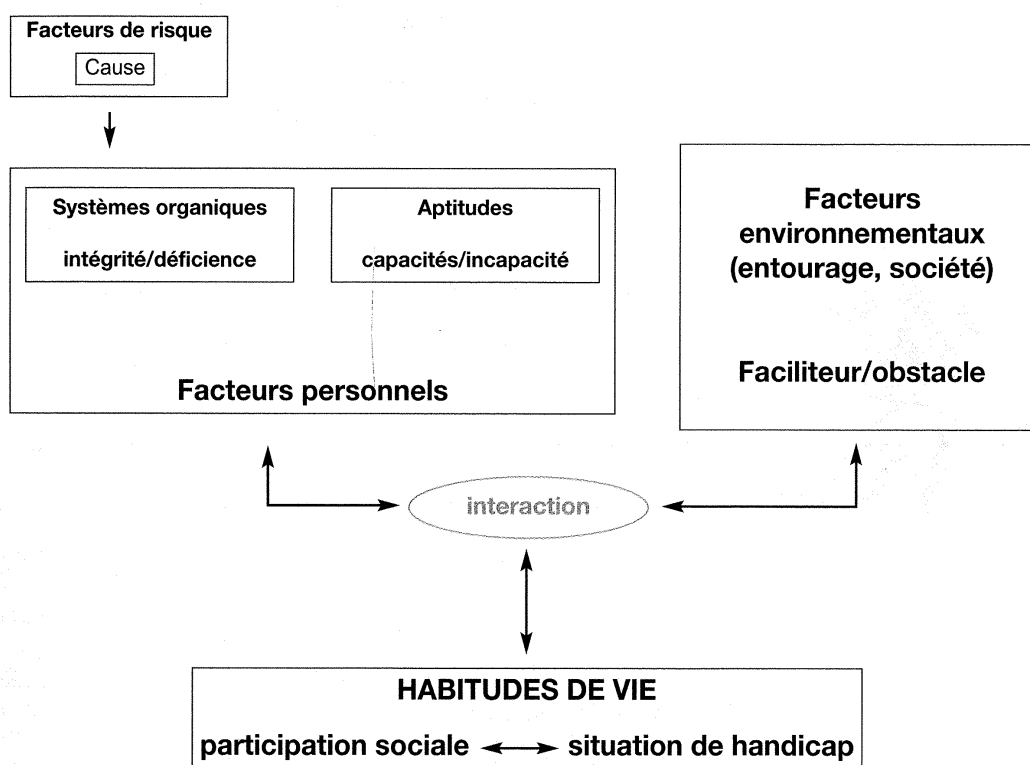 Facteurs de risque
Cause
Systèmes organiques
intégrité/déficience
Aptitudes
capacités/incapacité
Facteurs personnels
Facteurs
environnementaux
(entourage, société)
Faciliteur/obstacle
interaction
HABITUDES DE VIE
participation sociale situation de handicap